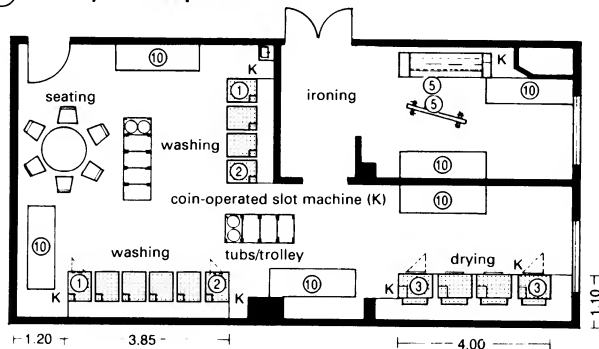 10
K
K
1
5
5
10
seating
ironing
washing
2
10
coin-operated slot machine (K)
10
10
tubs/trolley
washing
drying
K
K
1
2
10
3
3
K
K
1.10
1.20
3.85
4.00